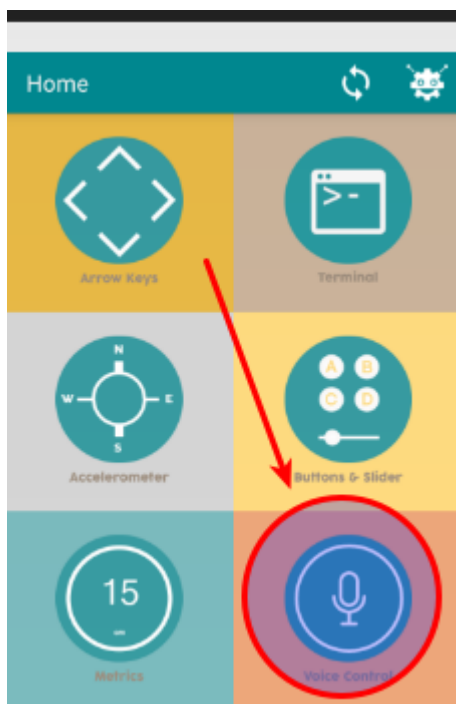 Home
Arrow Keys
>-
Terminal
N
W
E
S
Accelerometer
A B
C D
Buttons & Slider
15
Metrics
Voice Control